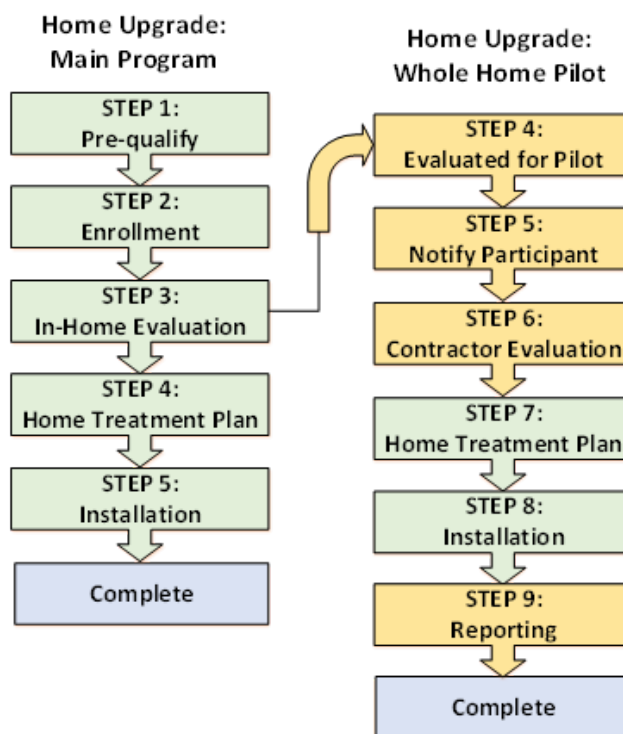 Home Upgrade:
Main Program
STEP 1:
Pre-qualify
STEP 2:
Enrollment
STEP 3:
In-Home Evaluation
STEP 4:
Home Treatment Plan
STEP 5:
Installation
Complete
Home Upgrade:
Whole Home Pilot
STEP 4:
Evaluated for Pilot
STEP 5:
Notify Participant
STEP 6:
Contractor Evaluation
STEP 7:
Home Treatment Plan
STEP 8:
Installation
STEP 9:
Reporting
Complete